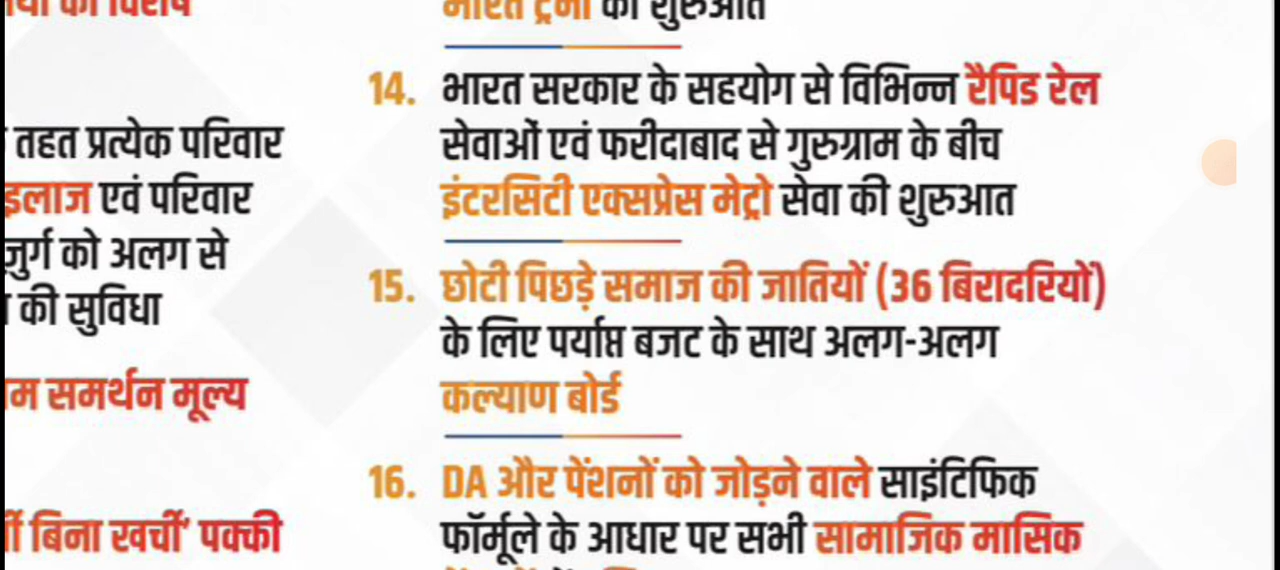 की विशेष
तहत प्रत्येक परिवार
इलाज एवं परिवार
को अलग से
की सुविधा
समर्थन मूल्य
बिना खर्ची’ पक्की
की शुरुआत
14. भारत सरकार के सहयोग से विभिन्न रैपिड रेल
सेवाओं एवं फरीदाबाद से गुरुग्राम के बीच
इंटरसिटी एक्सप्रेस मेट्रो सेवा की शुरुआत
15. छोटी पिछड़े समाज की जातियों (36 बिरादरियों)
के लिए पर्याप्त बजट के साथ अलग-अलग
कल्याण बोर्ड
16. DA और पेंशनों को जोड़ने वाले साइंटिफिक
फॉर्मूले के आधार पर सभी सामाजिक मासिक